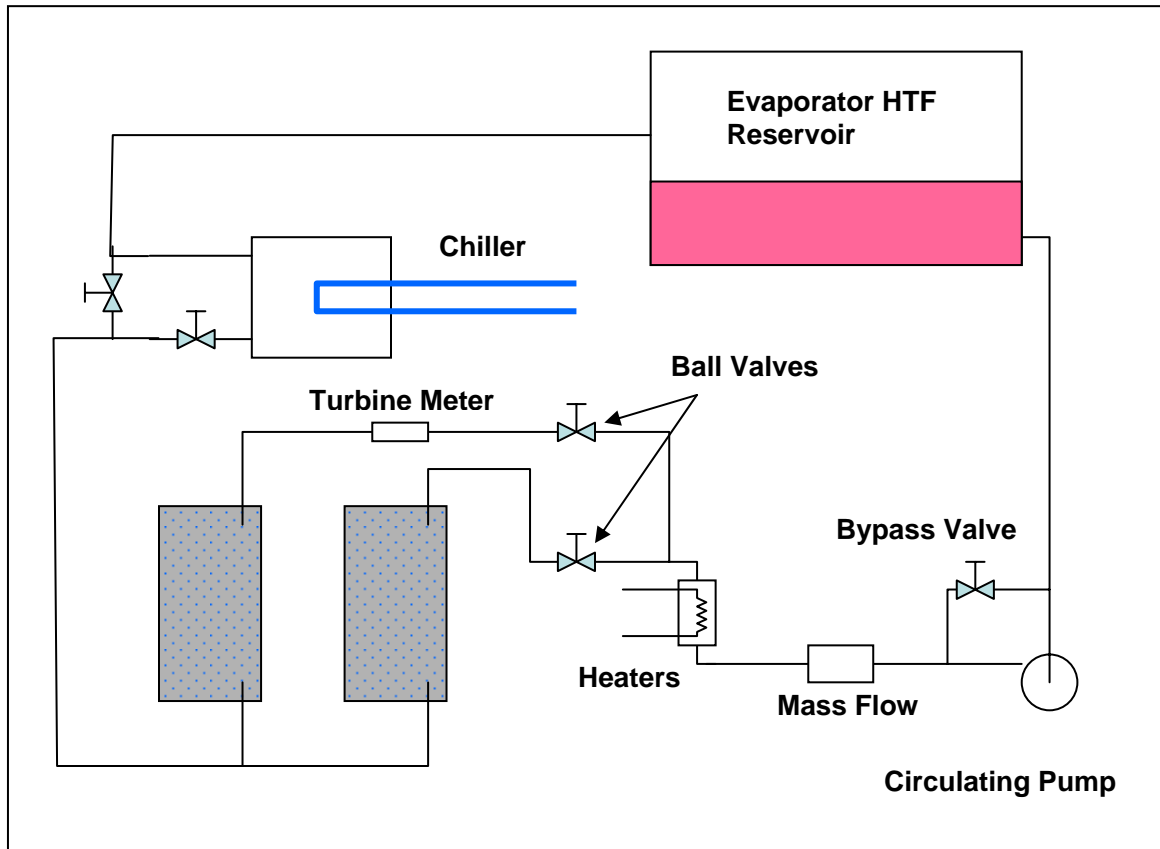 Evaporator HTF
Reservoir
Chiller
Ball Valves
Turbine Meter
Bypass Valve
Heaters
Mass Flow
Circulating Pump